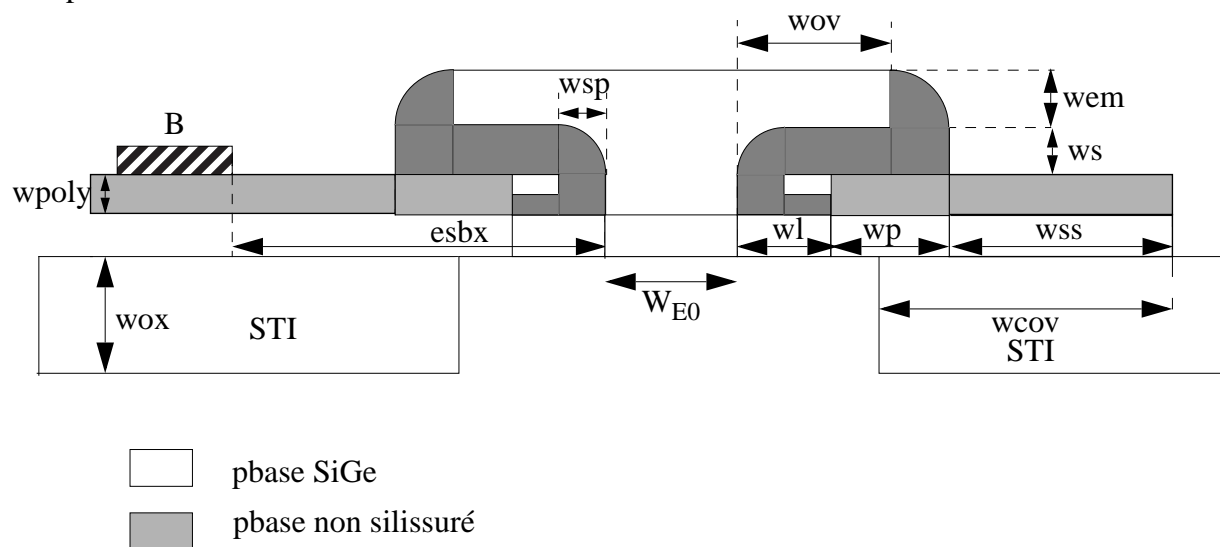 wov
wsp
wem
B
ws
wpoly
esbx
wl
wp
wss
WE0
wox
STI
wcov
STI
pbase SiGe
pbase non silissuré